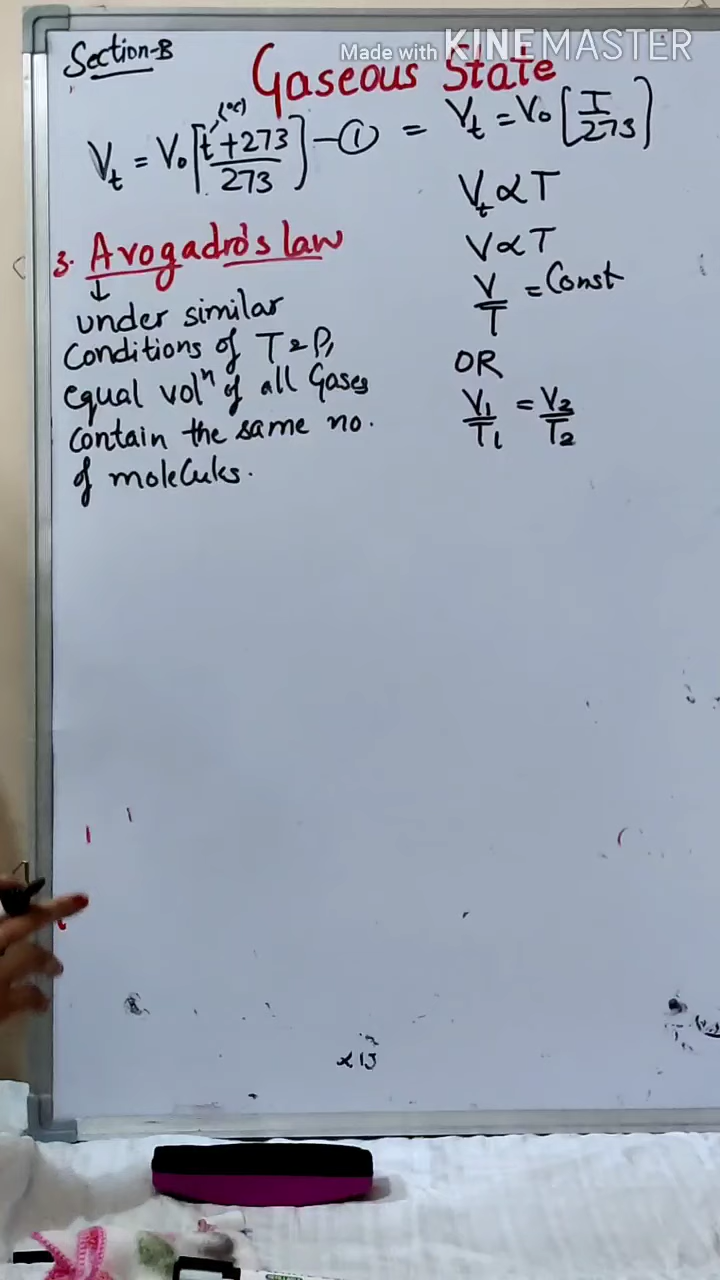 Section-B
Made with KINEMASTER
Gaseous State
Vt = V₀ [t + 273 / 273] — ① = Vt = V₀ [T / 273]
(°C)
Vt ∝ T
V ∝ T
V / T = Const
OR
V₁ / T₁ = V₂ / T₂
3. Avogadro's law
↓
under similar
Conditions of T & P,
equal volⁿ of all Gases
Contain the same no.
of molecules.